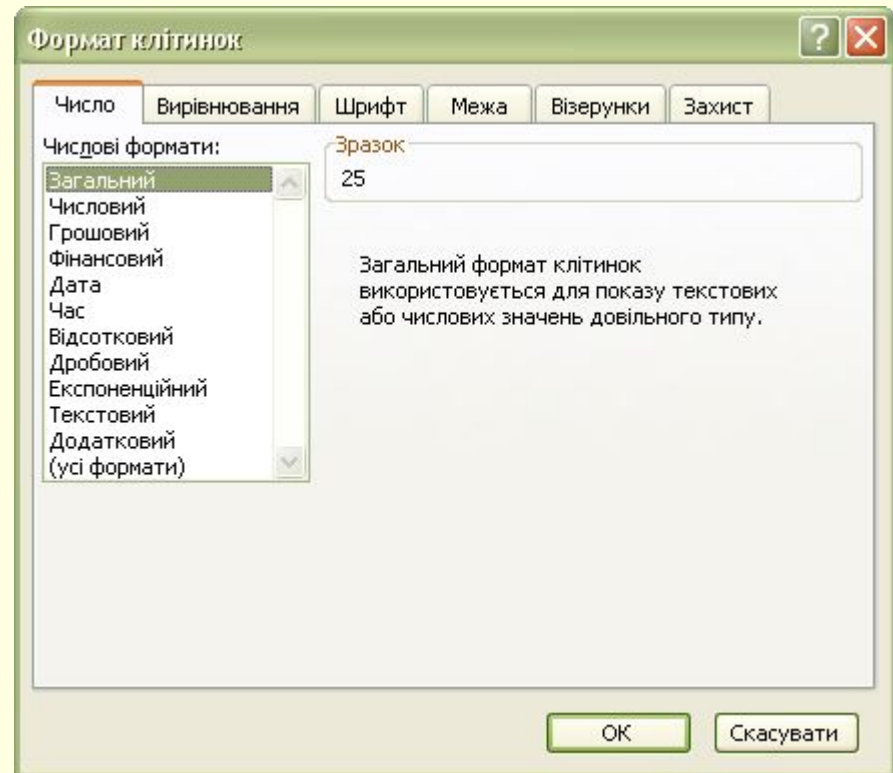 Формат клітинок
Число Вирівнювання Шрифт Межа Візерунки Захист
Числові формати:
Загальний
Числовий
Грошовий
Фінансовий
Дата
Час
Відсотковий
Дробовий
Експоненційний
Текстовий
Додатковий
(усі формати)
Зразок
25
Загальний формат клітинок
використовується для показу текстових
або числових значень довільного типу.
ОК Скасувати